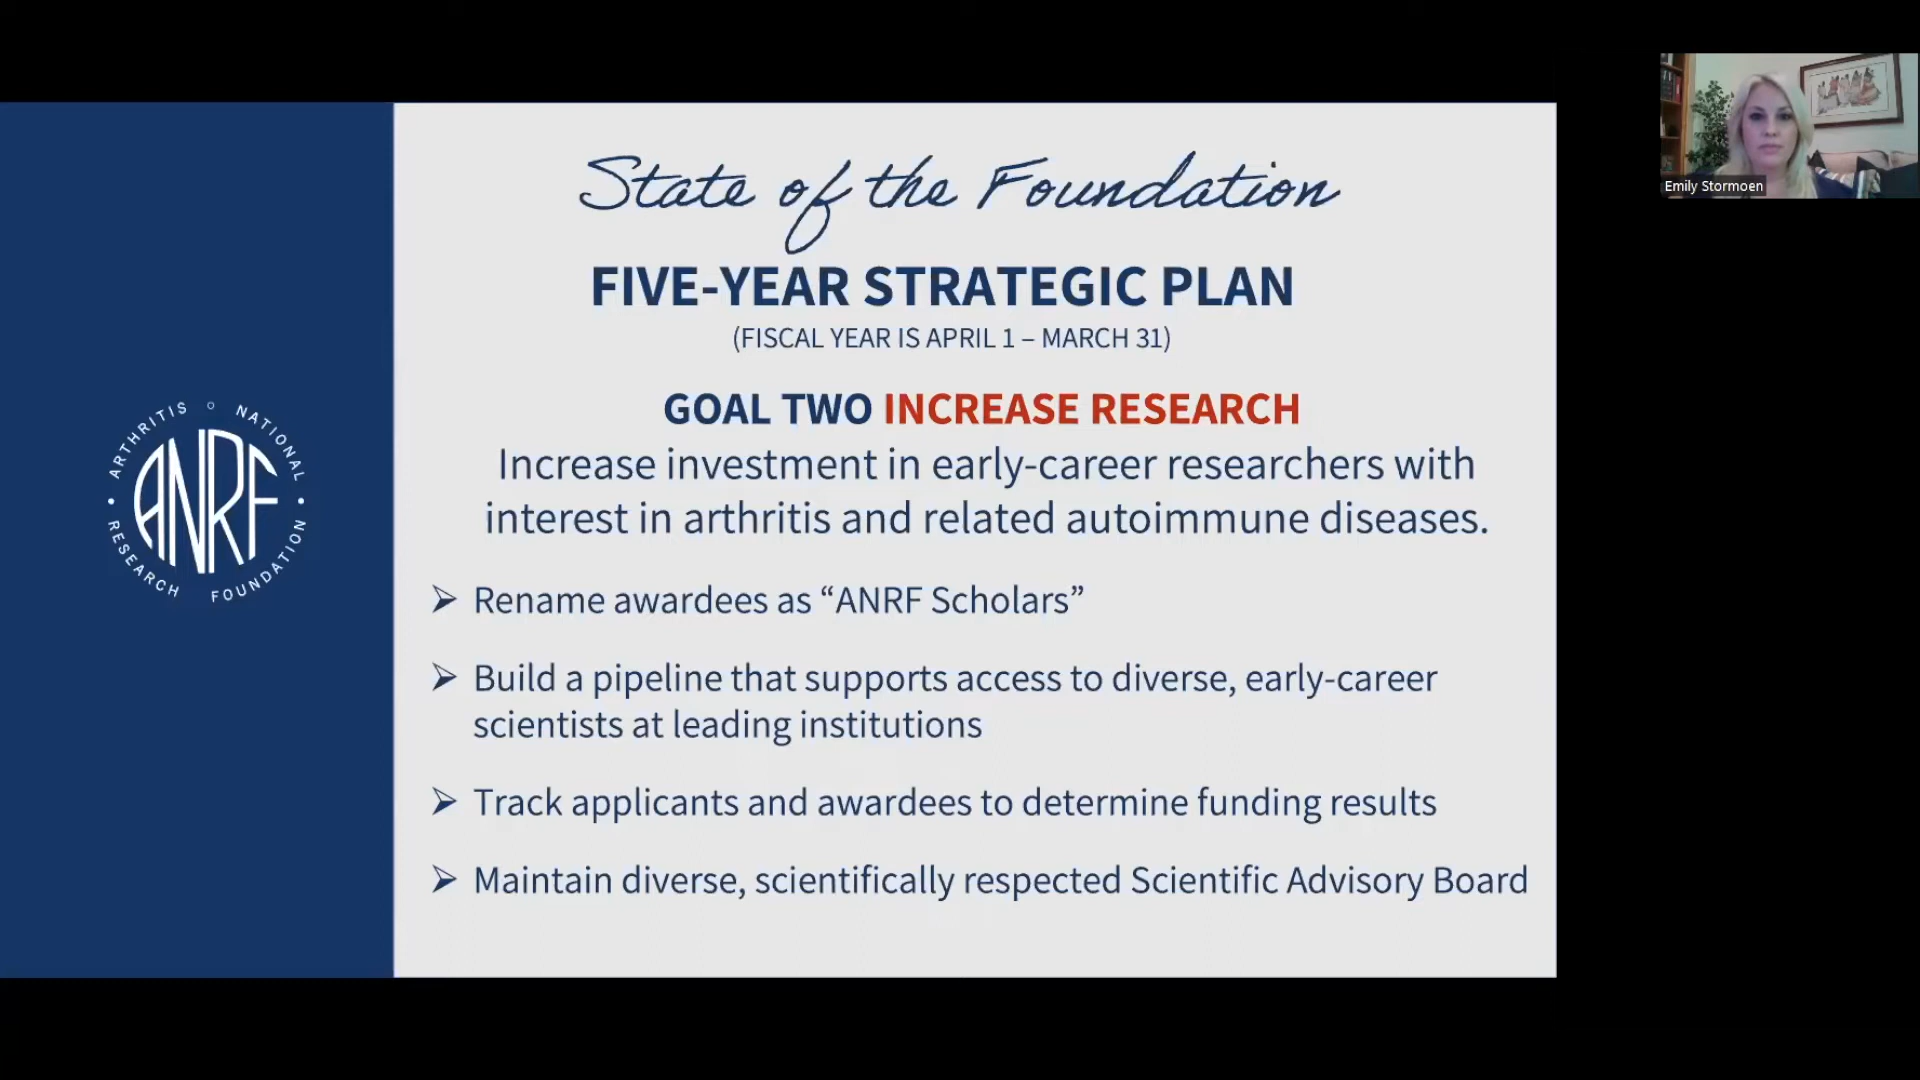 State of the Foundation
FIVE-YEAR STRATEGIC PLAN
(FISCAL YEAR IS APRIL 1 – MARCH 31)
GOAL TWO INCREASE RESEARCH
Increase investment in early-career researchers with
interest in arthritis and related autoimmune diseases.
➢ Rename awardees as “ANRF Scholars”
➢ Build a pipeline that supports access to diverse, early-career
scientists at leading institutions
➢ Track applicants and awardees to determine funding results
➢ Maintain diverse, scientifically respected Scientific Advisory Board
ARTHRITIS NATIONAL
ANRF
RESEARCH FOUNDATION
Emily Stormoen